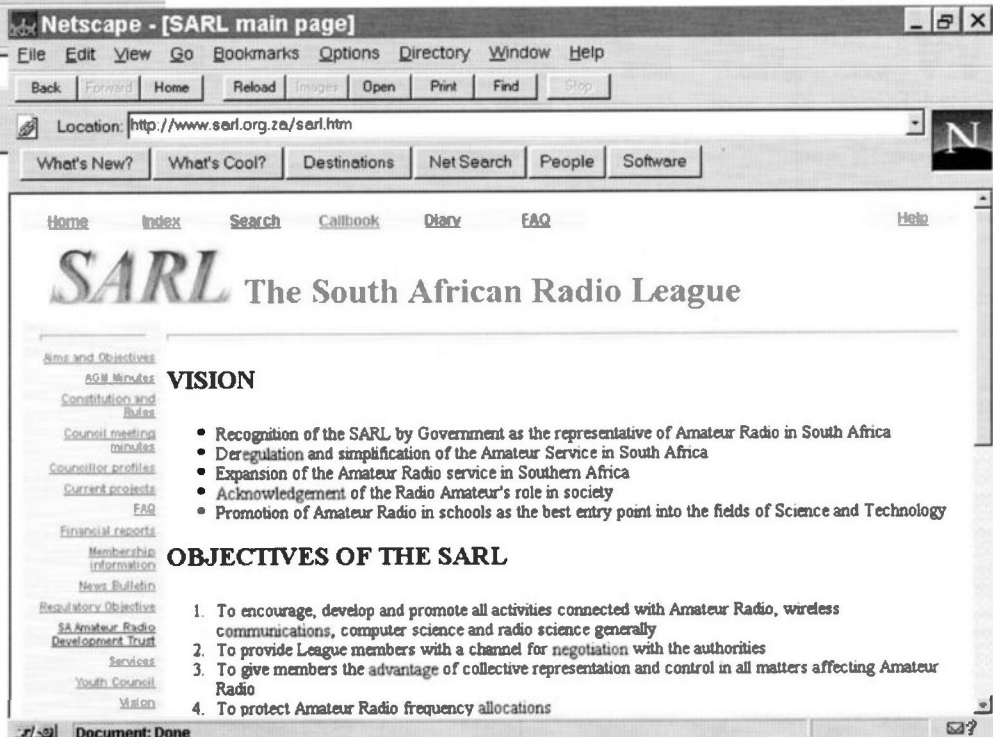 Netscape - [SARL main page]
File Edit View Go Bookmarks Options Directory Window Help
Back Forward Home Reload Images Open Print Find Stop
Location: http://www.sarl.org.za/sarl.htm
N
What's New? What's Cool? Destinations Net Search People Software
Home Index Search Callbook Diary FAQ Help
SARL The South African Radio League
Aims and Objectives
AGM Minutes
Constitution and
Rules
Council meeting
minutes
Councillor profiles
Current projects
FAQ
Financial reports
Membership
information
News Bulletin
Regulatory Objective
SA Amateur Radio
Development Trust
Services
Youth Council
Vision
VISION
• Recognition of the SARL by Government as the representative of Amateur Radio in South Africa
• Deregulation and simplification of the Amateur Service in South Africa
• Expansion of the Amateur Radio service in Southern Africa
• Acknowledgement of the Radio Amateur's role in society
• Promotion of Amateur Radio in schools as the best entry point into the fields of Science and Technology
OBJECTIVES OF THE SARL
1. To encourage, develop and promote all activities connected with Amateur Radio, wireless
communications, computer science and radio science generally
2. To provide League members with a channel for negotiation with the authorities
3. To give members the advantage of collective representation and control in all matters affecting Amateur
Radio
4. To protect Amateur Radio frequency allocations
Document: Done